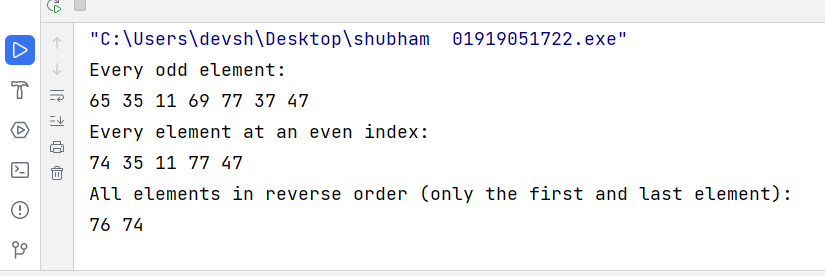 "C:\Users\devsh\Desktop\shubham  01919051722.exe"
Every odd element:
65 35 11 69 77 37 47
Every element at an even index:
74 35 11 77 47
All elements in reverse order (only the first and last element):
76 74